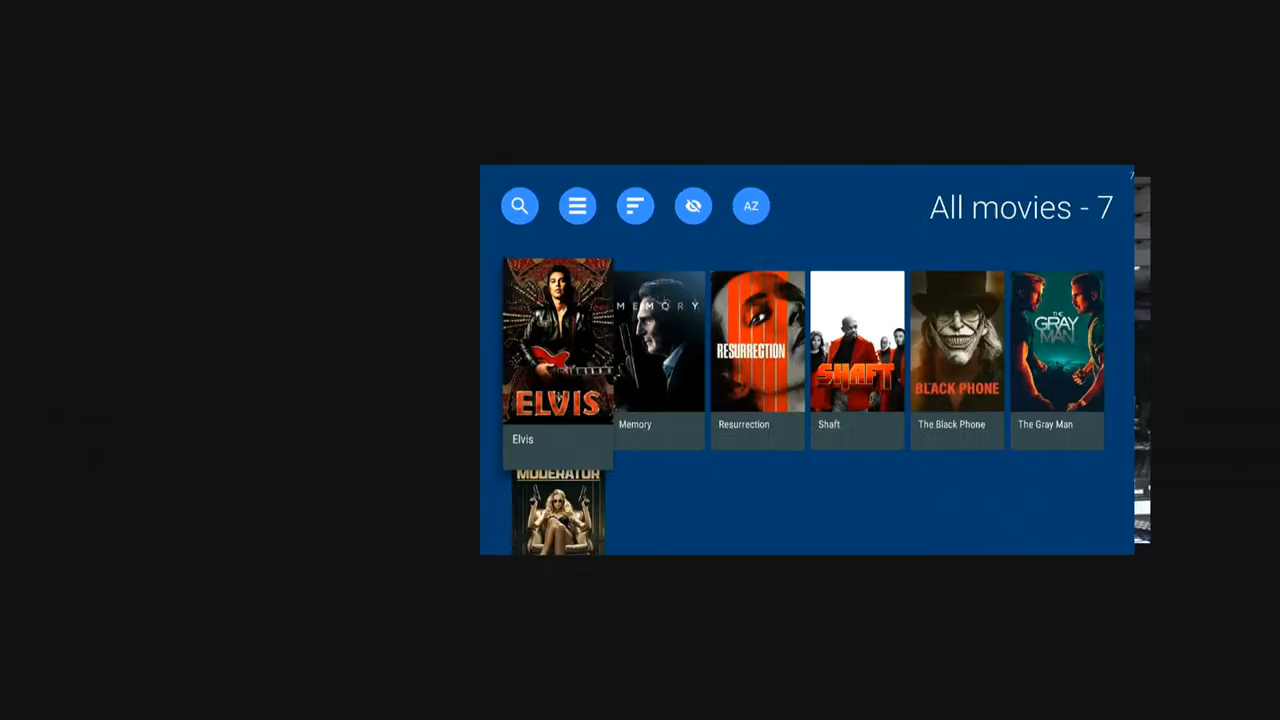 7
AZ
All movies - 7
ELVIS
MEMORY
RESURRECTION
SHAFT
BLACK PHONE
THE
GRAY
MAN
Elvis
Memory
Resurrection
Shaft
The Black Phone
The Gray Man
MODERATOR